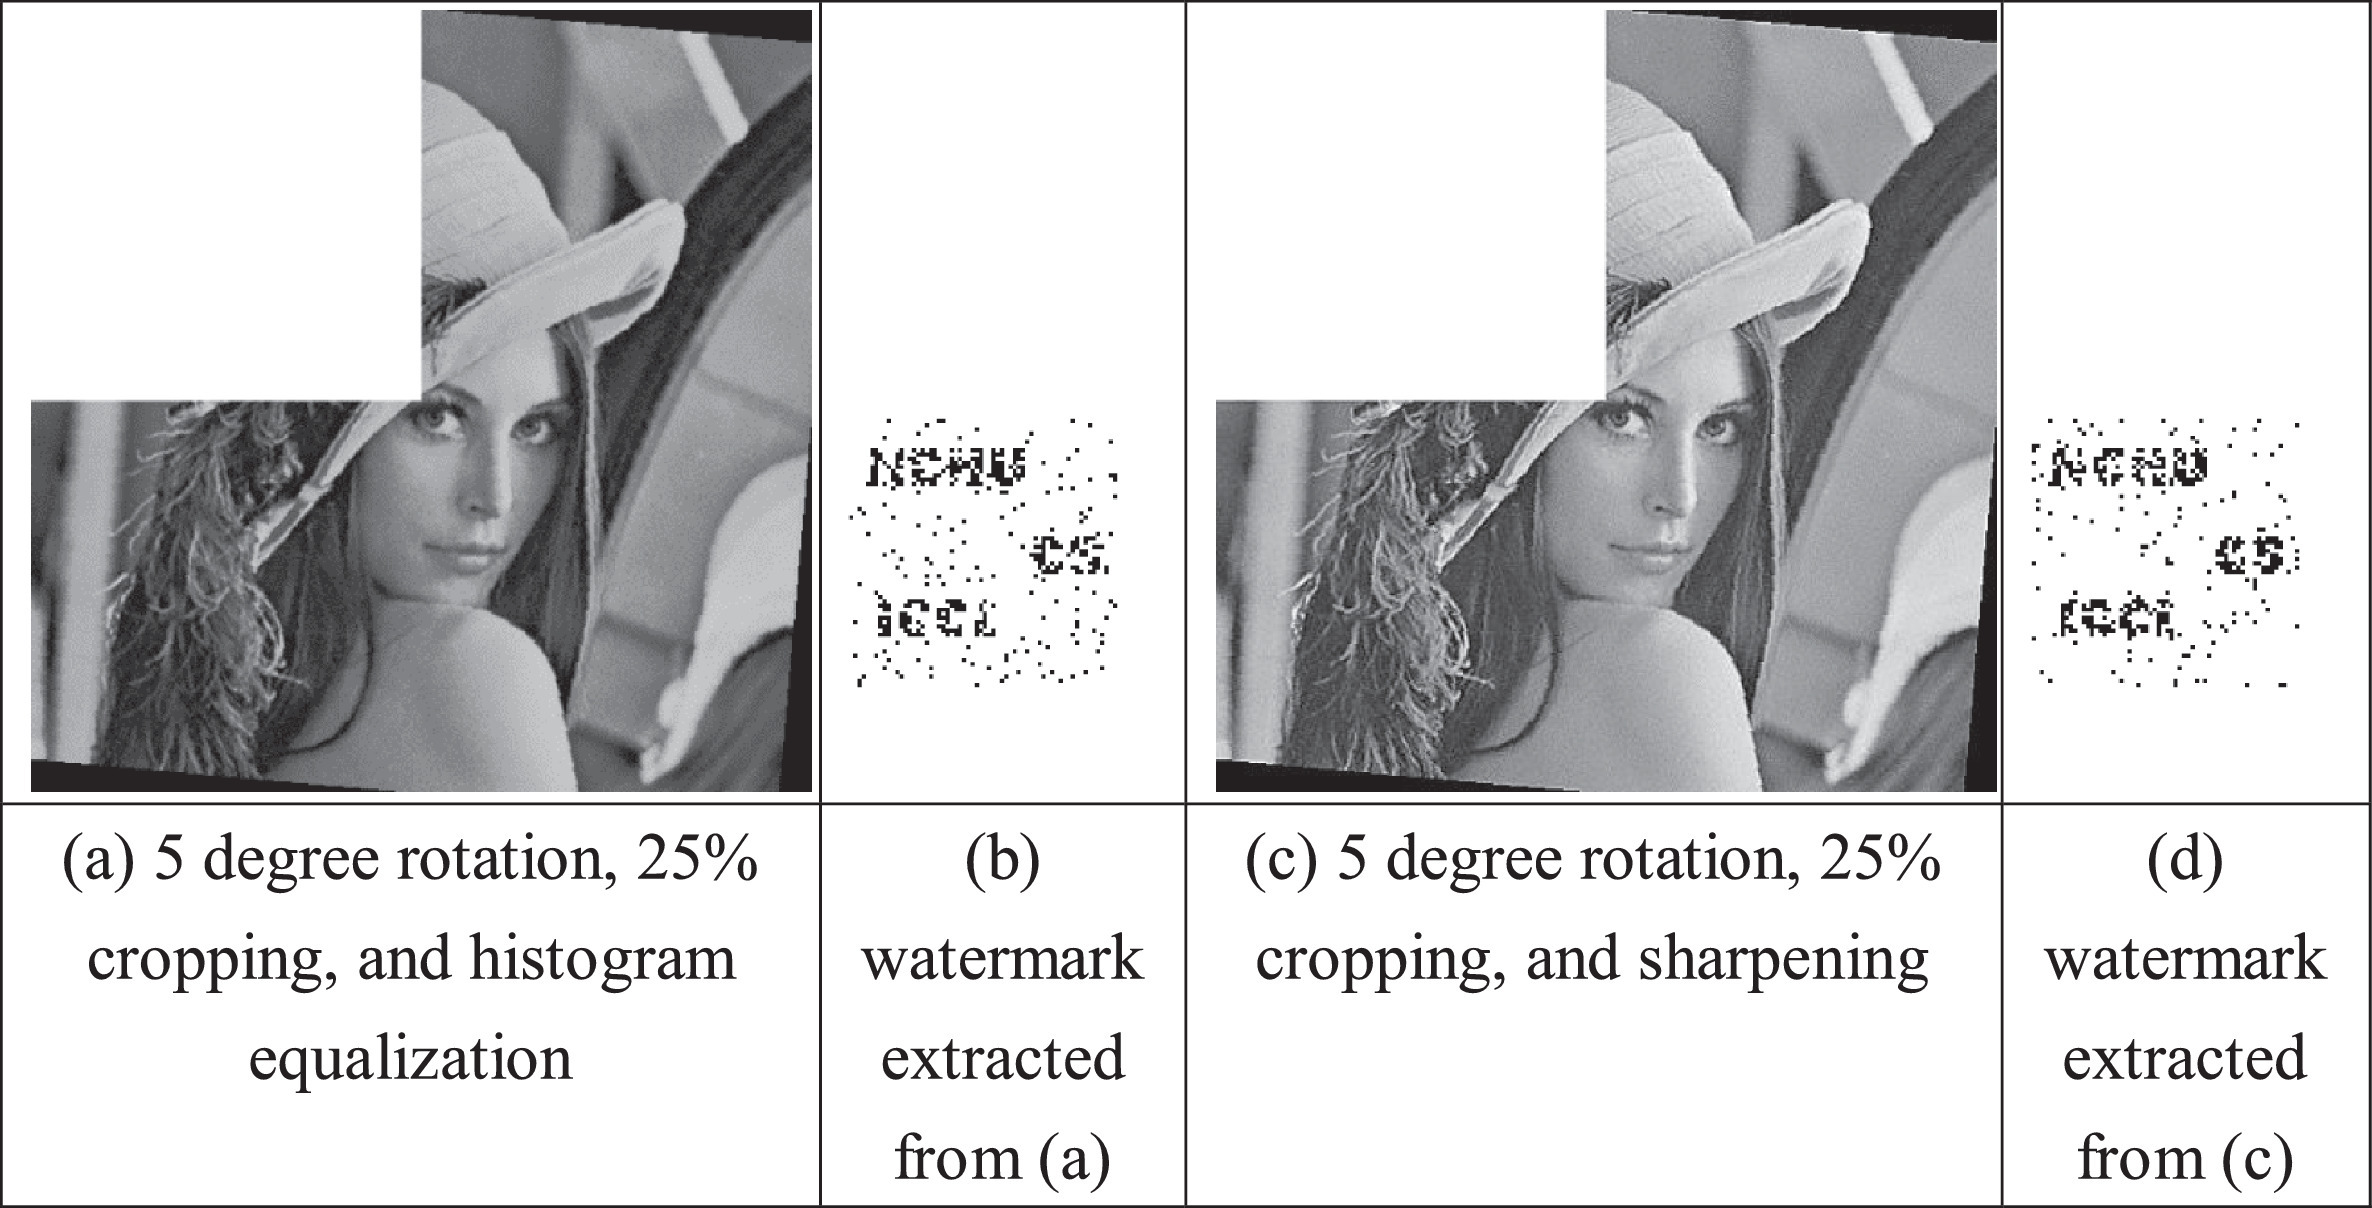 NCHU
CS
ICCL
NCHU
CS
ICCL
(a) 5 degree rotation, 25%
cropping, and histogram
equalization
(b)
watermark
extracted
from (a)
(c) 5 degree rotation, 25%
cropping, and sharpening
(d)
watermark
extracted
from (c)